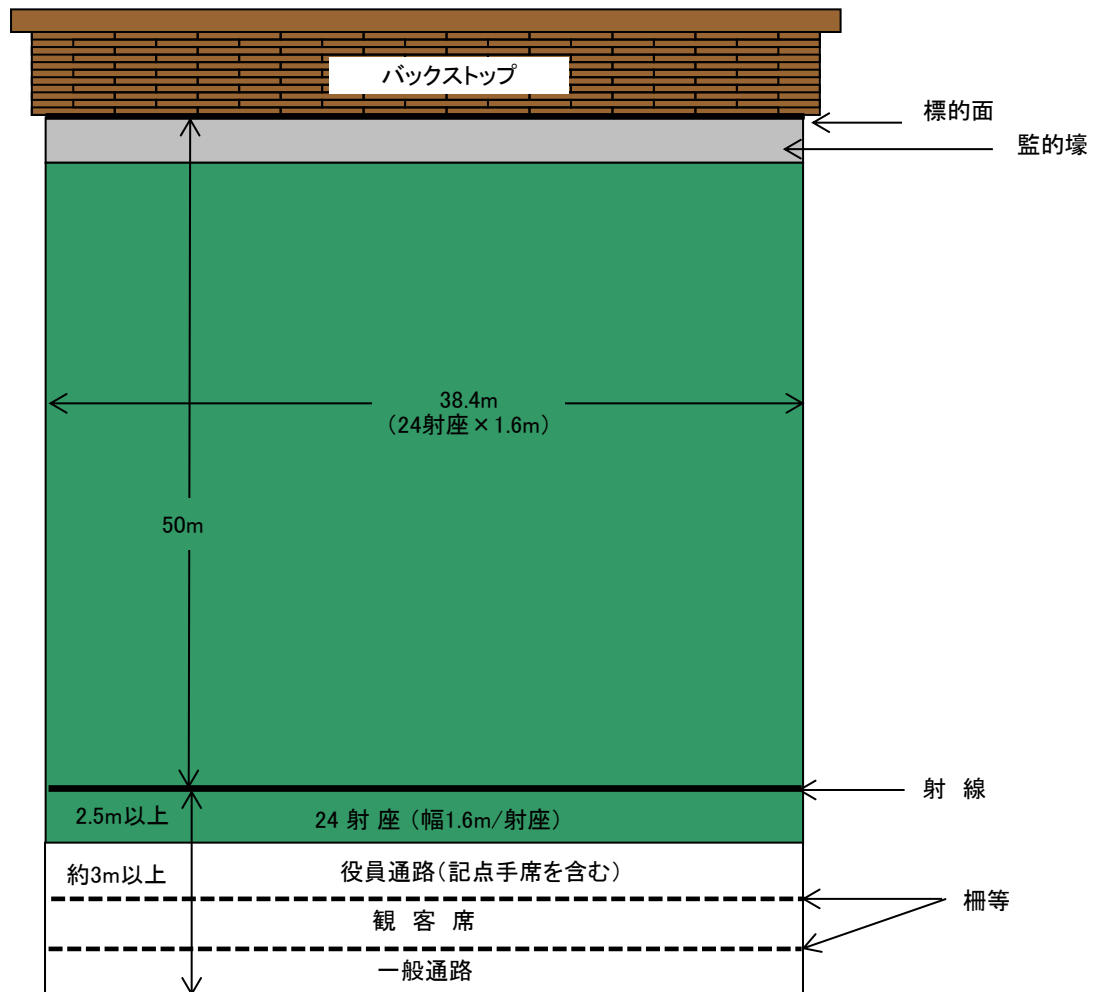 バックストップ
標的面
監的壕
38.4m
（24射座×1.6m）
50m
射　線
2.5m以上
24 射 座 （幅1.6m/射座）
約3m以上
役員通路（記点手席を含む）
柵等
観　客　席
一般通路